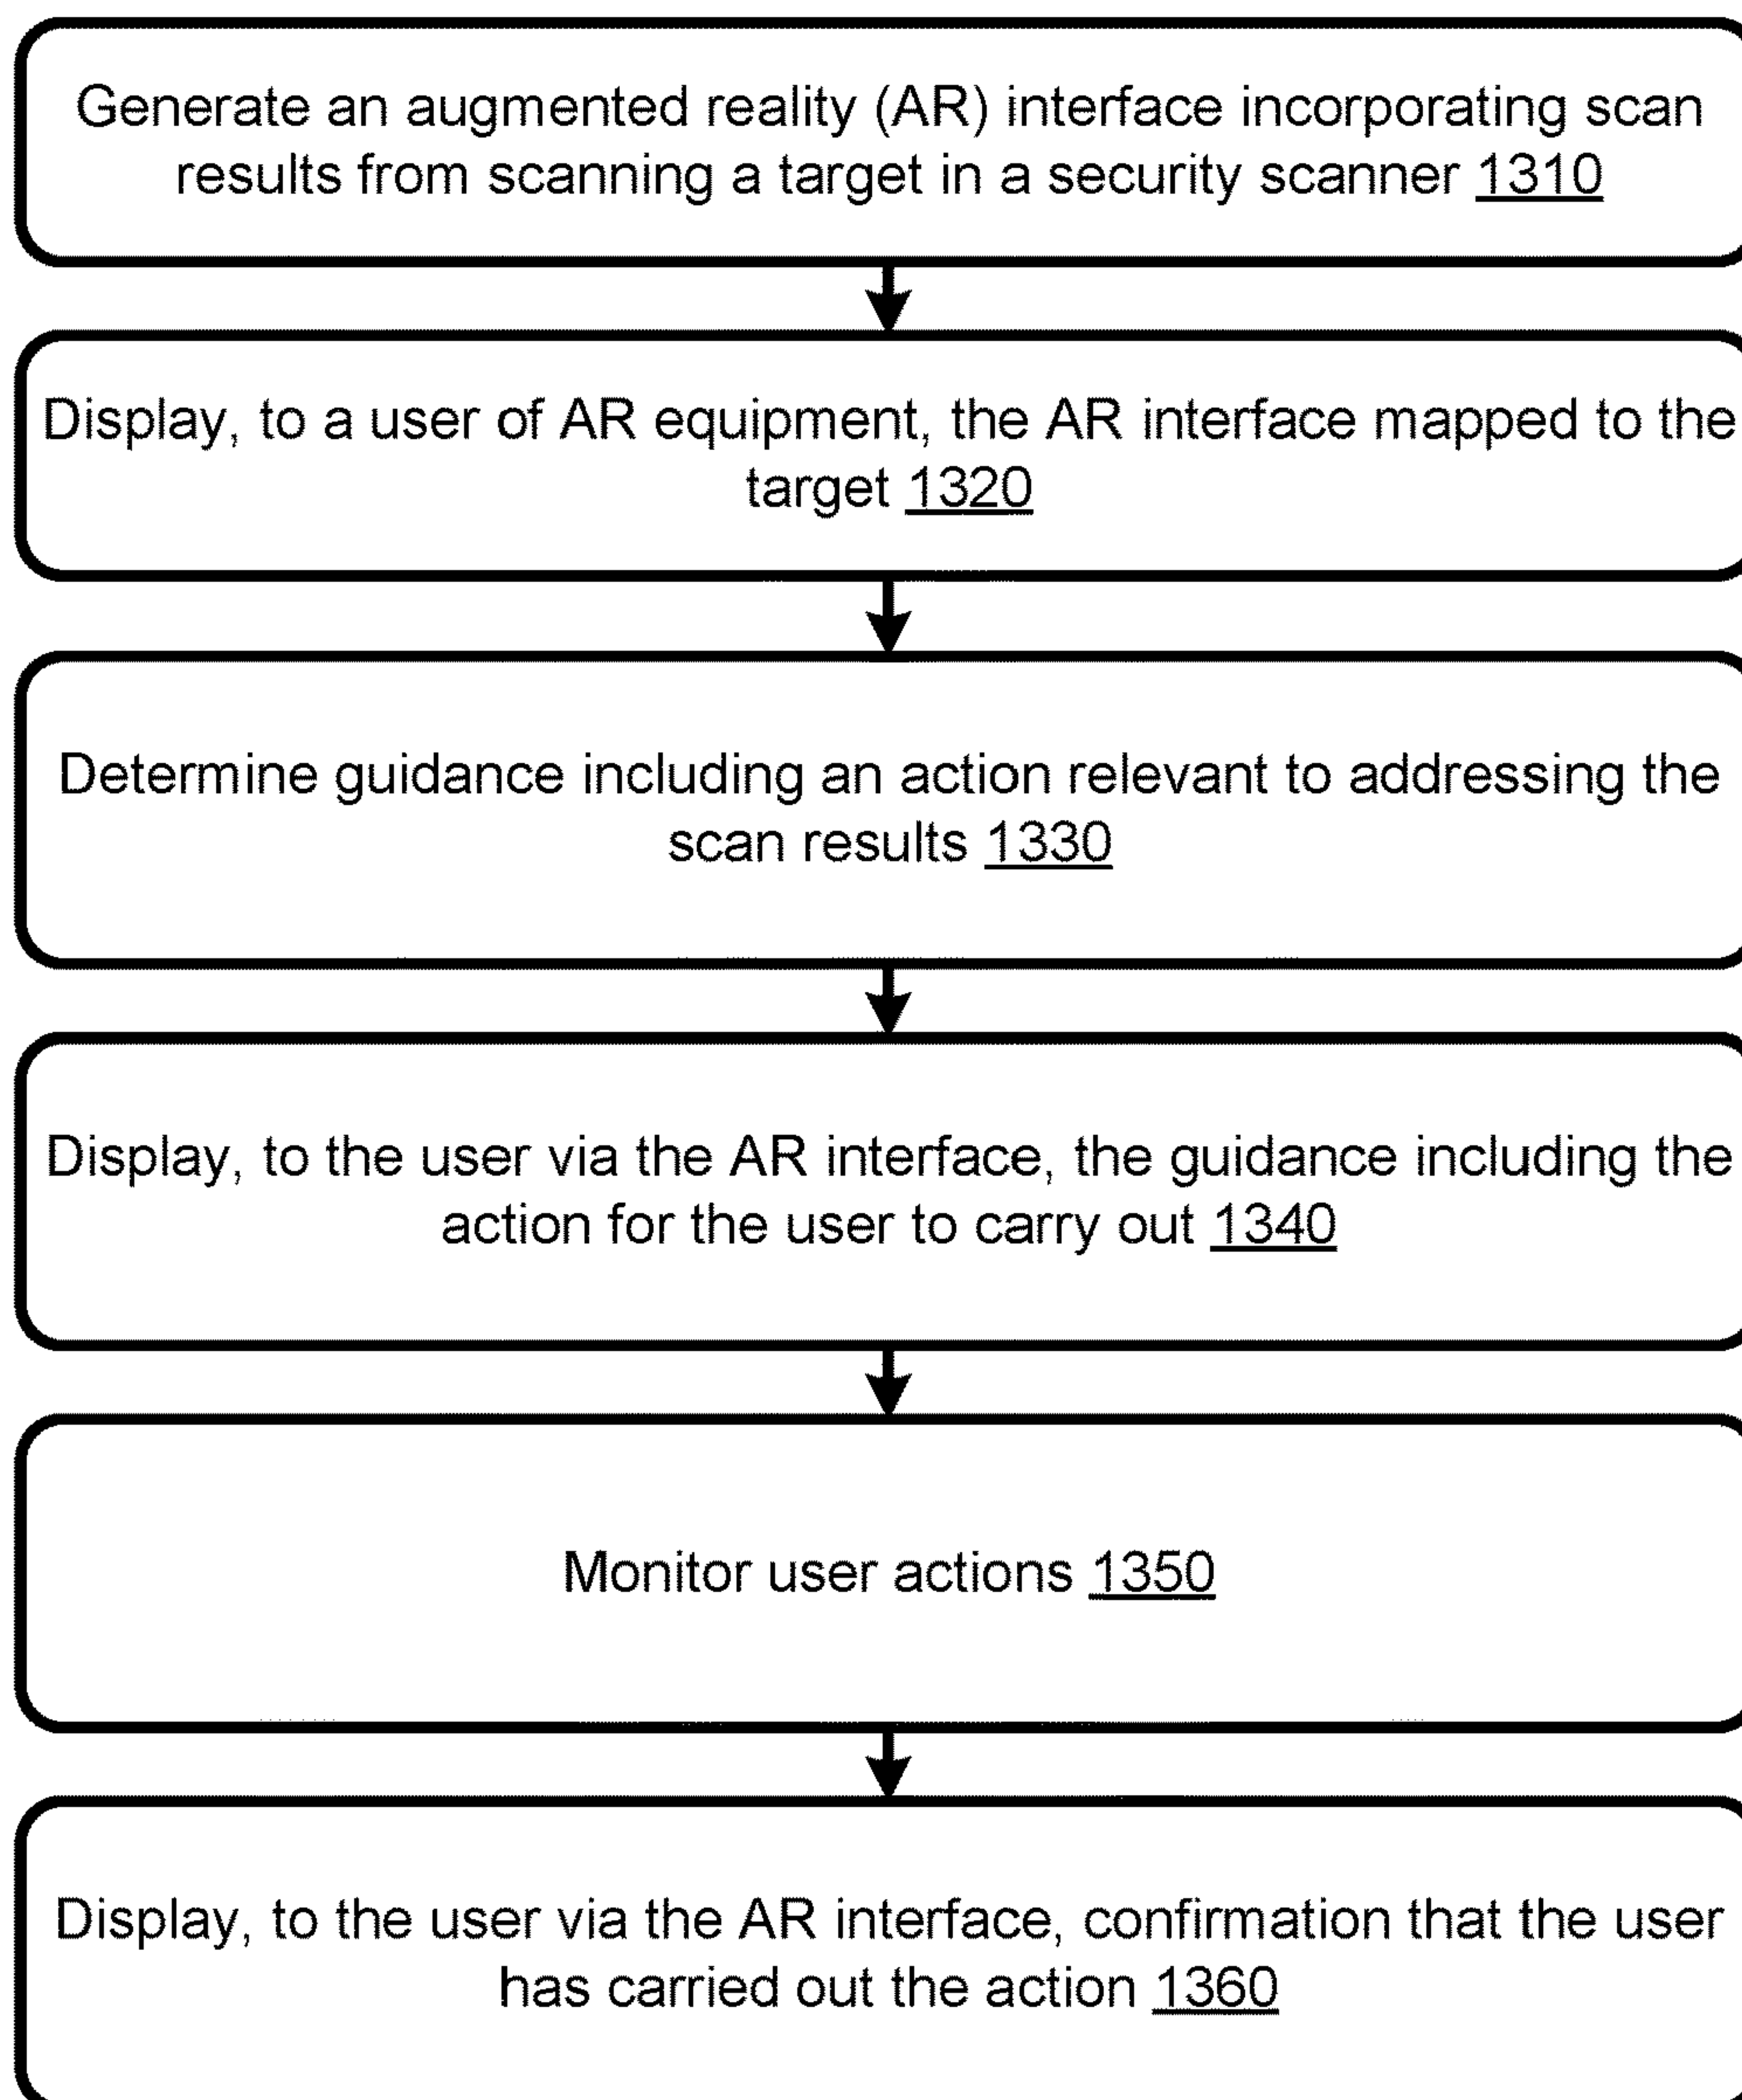 Generate an augmented reality (AR) interface incorporating scan
results from scanning a target in a security scanner 1310
Display, to a user of AR equipment, the AR interface mapped to the
target 1320
Determine guidance including an action relevant to addressing the
scan results 1330
Display, to the user via the AR interface, the guidance including the
action for the user to carry out 1340
Monitor user actions 1350
Display, to the user via the AR interface, confirmation that the user
has carried out the action 1360